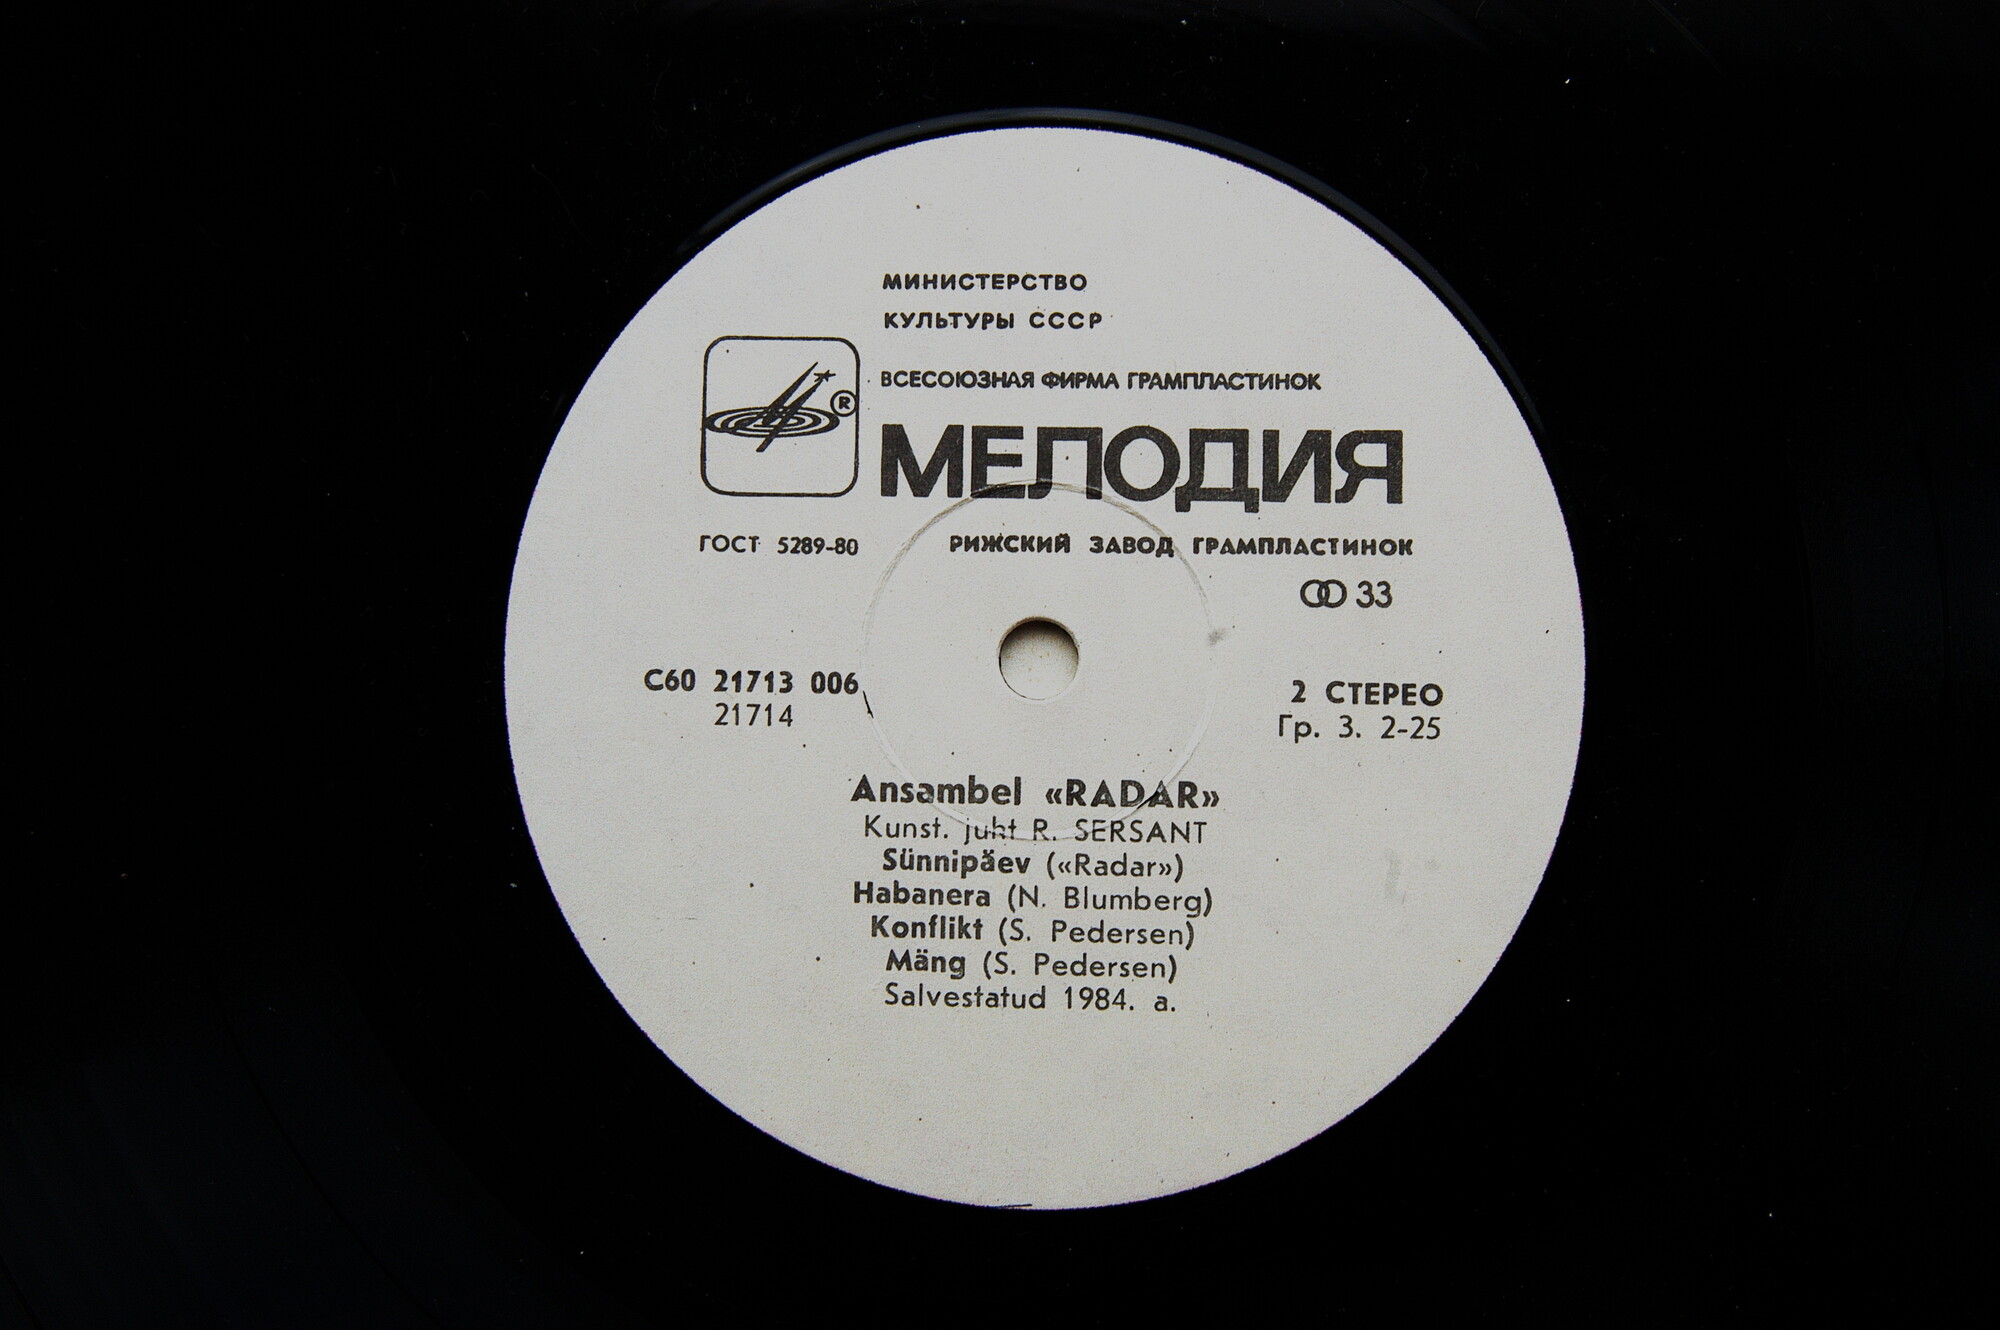 МИНИСТЕРСТВО
КУЛЬТУРЫ СССР
ВСЕСОЮЗНАЯ ФИРМА ГРАМПЛАСТИНОК
®
МЕЛОДИЯ
ГОСТ 5289-80 РИЖСКИЙ ЗАВОД ГРАМПЛАСТИНОК
33
С60 21713 006 2 СТЕРЕО
21714 Гр. 3. 2-25
Ansambel «RADAR»
Kunst. juht R. SERSANT
Sünnipäev («Radar»)
Habanera (N. Blumberg)
Konflikt (S. Pedersen)
Mäng (S. Pedersen)
Salvestatud 1984. a.